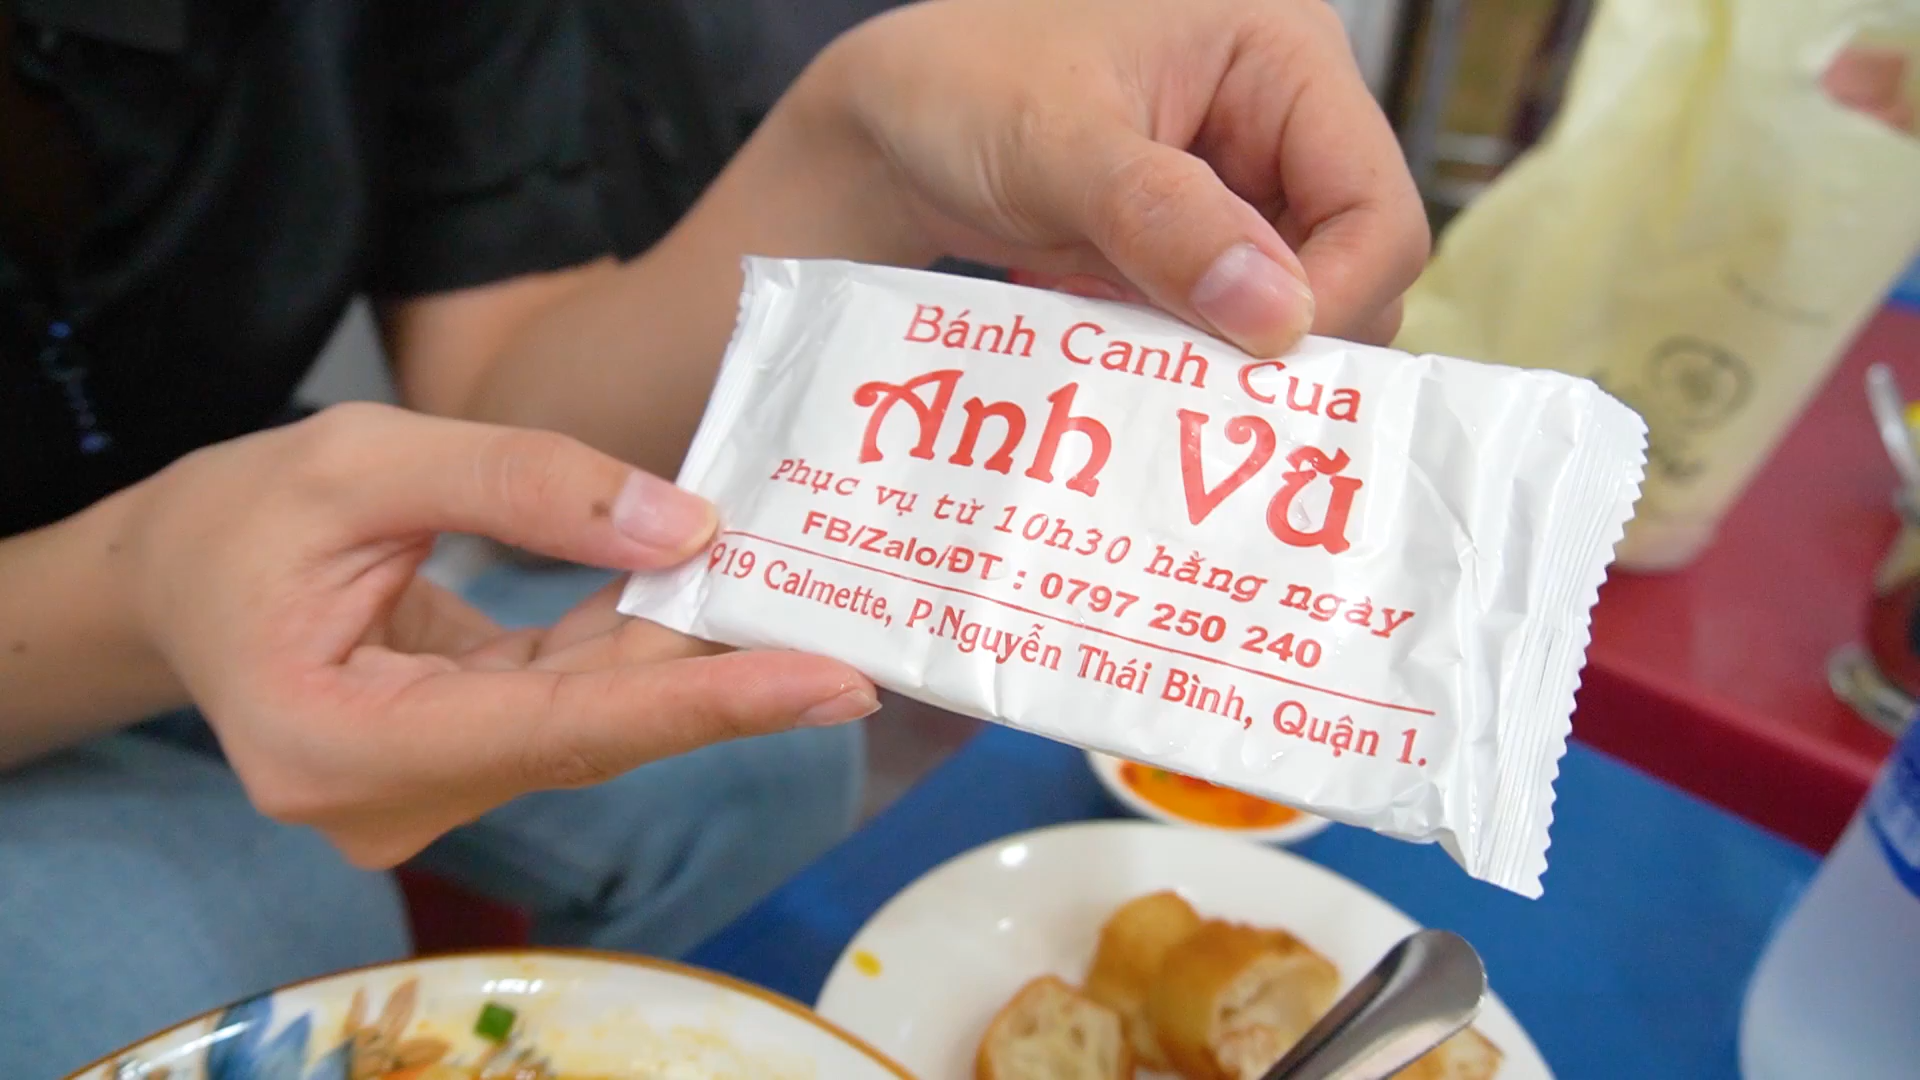 Bánh Canh Cua
Anh Vũ
Phục vụ từ 10h30 hằng ngày
FB/Zalo/ĐT : 0797 250 240
19 Calmette, P.Nguyễn Thái Bình, Quận 1.